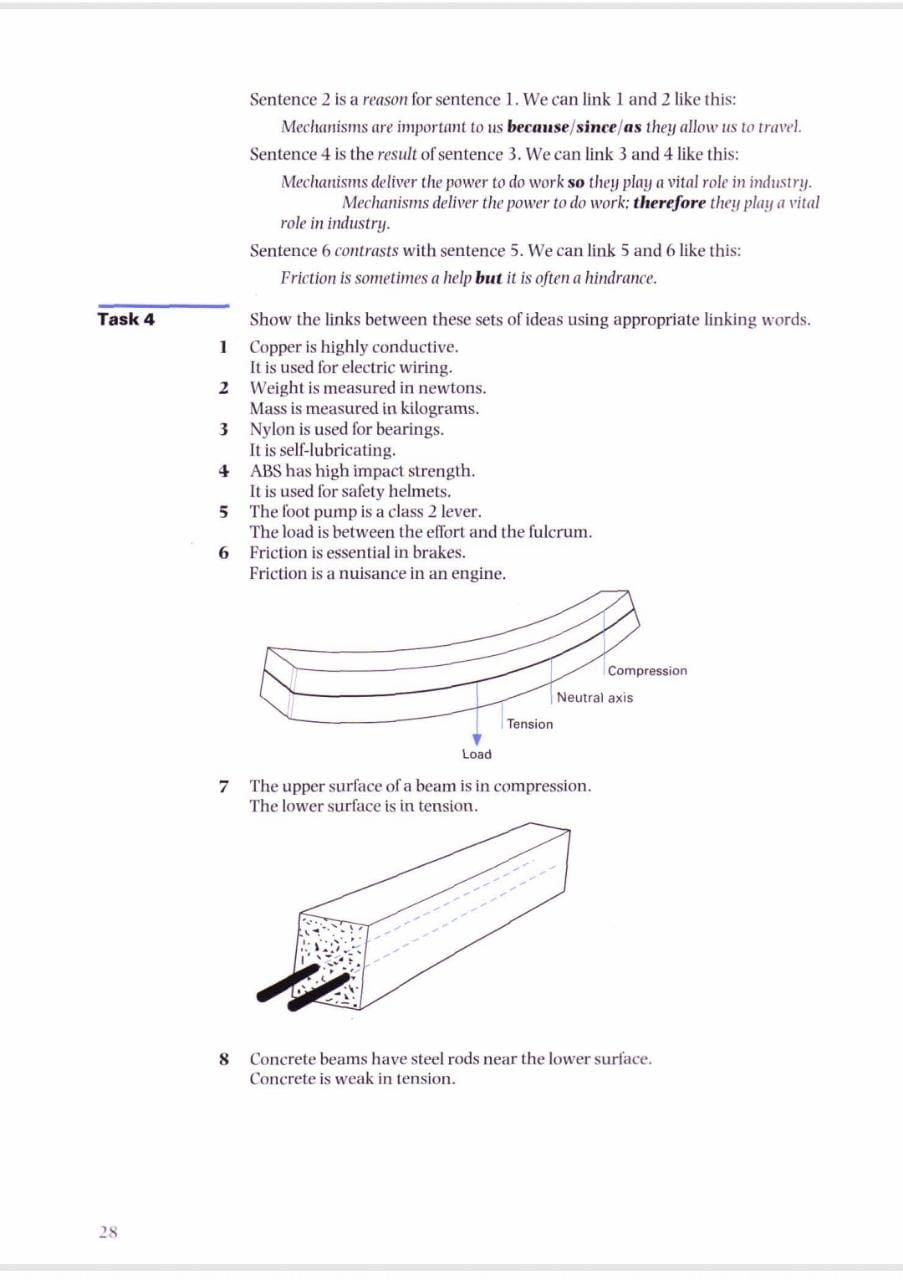 Sentence 2 is a reason for sentence 1. We can link 1 and 2 like this:
Mechanisms are important to us because/since/as they allow us to travel.
Sentence 4 is the result of sentence 3. We can link 3 and 4 like this:
Mechanisms deliver the power to do work so they play a vital role in industry.
Mechanisms deliver the power to do work; therefore they play a vital
role in industry.
Sentence 6 contrasts with sentence 5. We can link 5 and 6 like this:
Friction is sometimes a help but it is often a hindrance.
Task 4 Show the links between these sets of ideas using appropriate linking words.
1 Copper is highly conductive.
It is used for electric wiring.
2 Weight is measured in newtons.
Mass is measured in kilograms.
3 Nylon is used for bearings.
It is self-lubricating.
4 ABS has high impact strength.
It is used for safety helmets.
5 The foot pump is a class 2 lever.
The load is between the effort and the fulcrum.
6 Friction is essential in brakes.
Friction is a nuisance in an engine.
Compression
Neutral axis
Tension
Load
7 The upper surface of a beam is in compression.
The lower surface is in tension.
8 Concrete beams have steel rods near the lower surface.
Concrete is weak in tension.
28